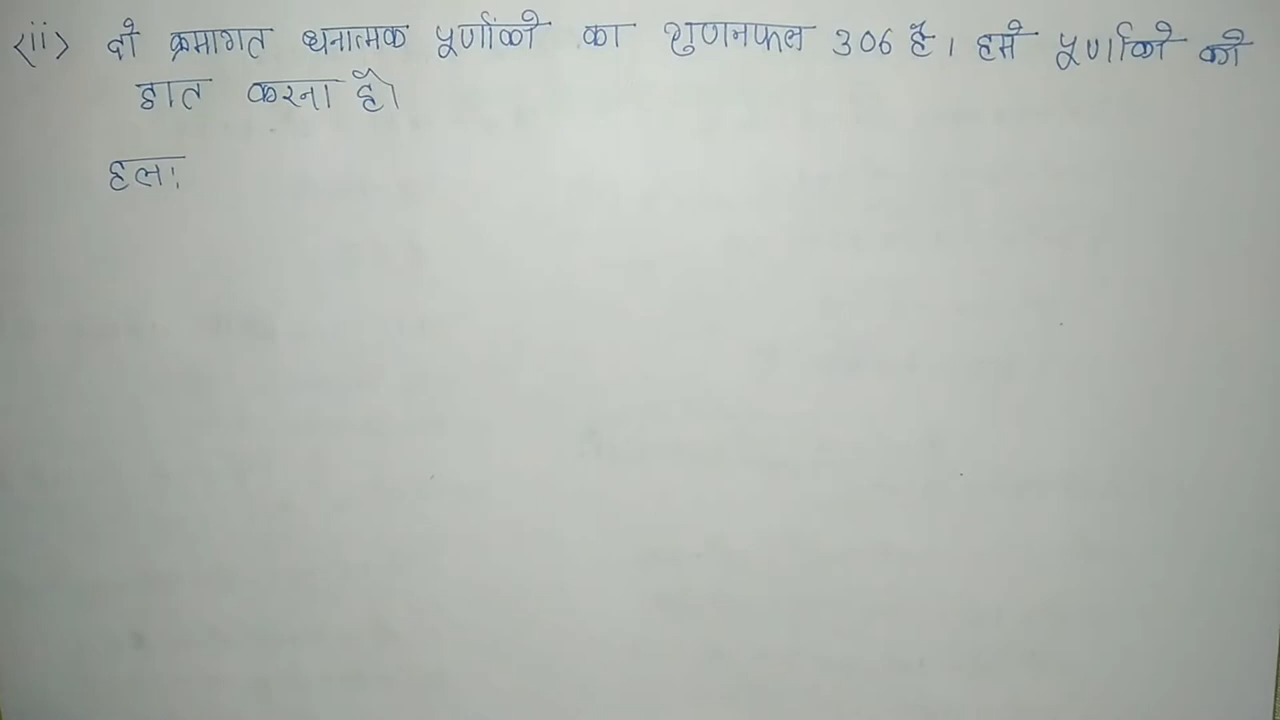 (ii) दो क्रमागत धनात्मक पूर्णांको का गुणनफल 306 है। हमें पूर्णांको को
ज्ञात करना है।
हल: